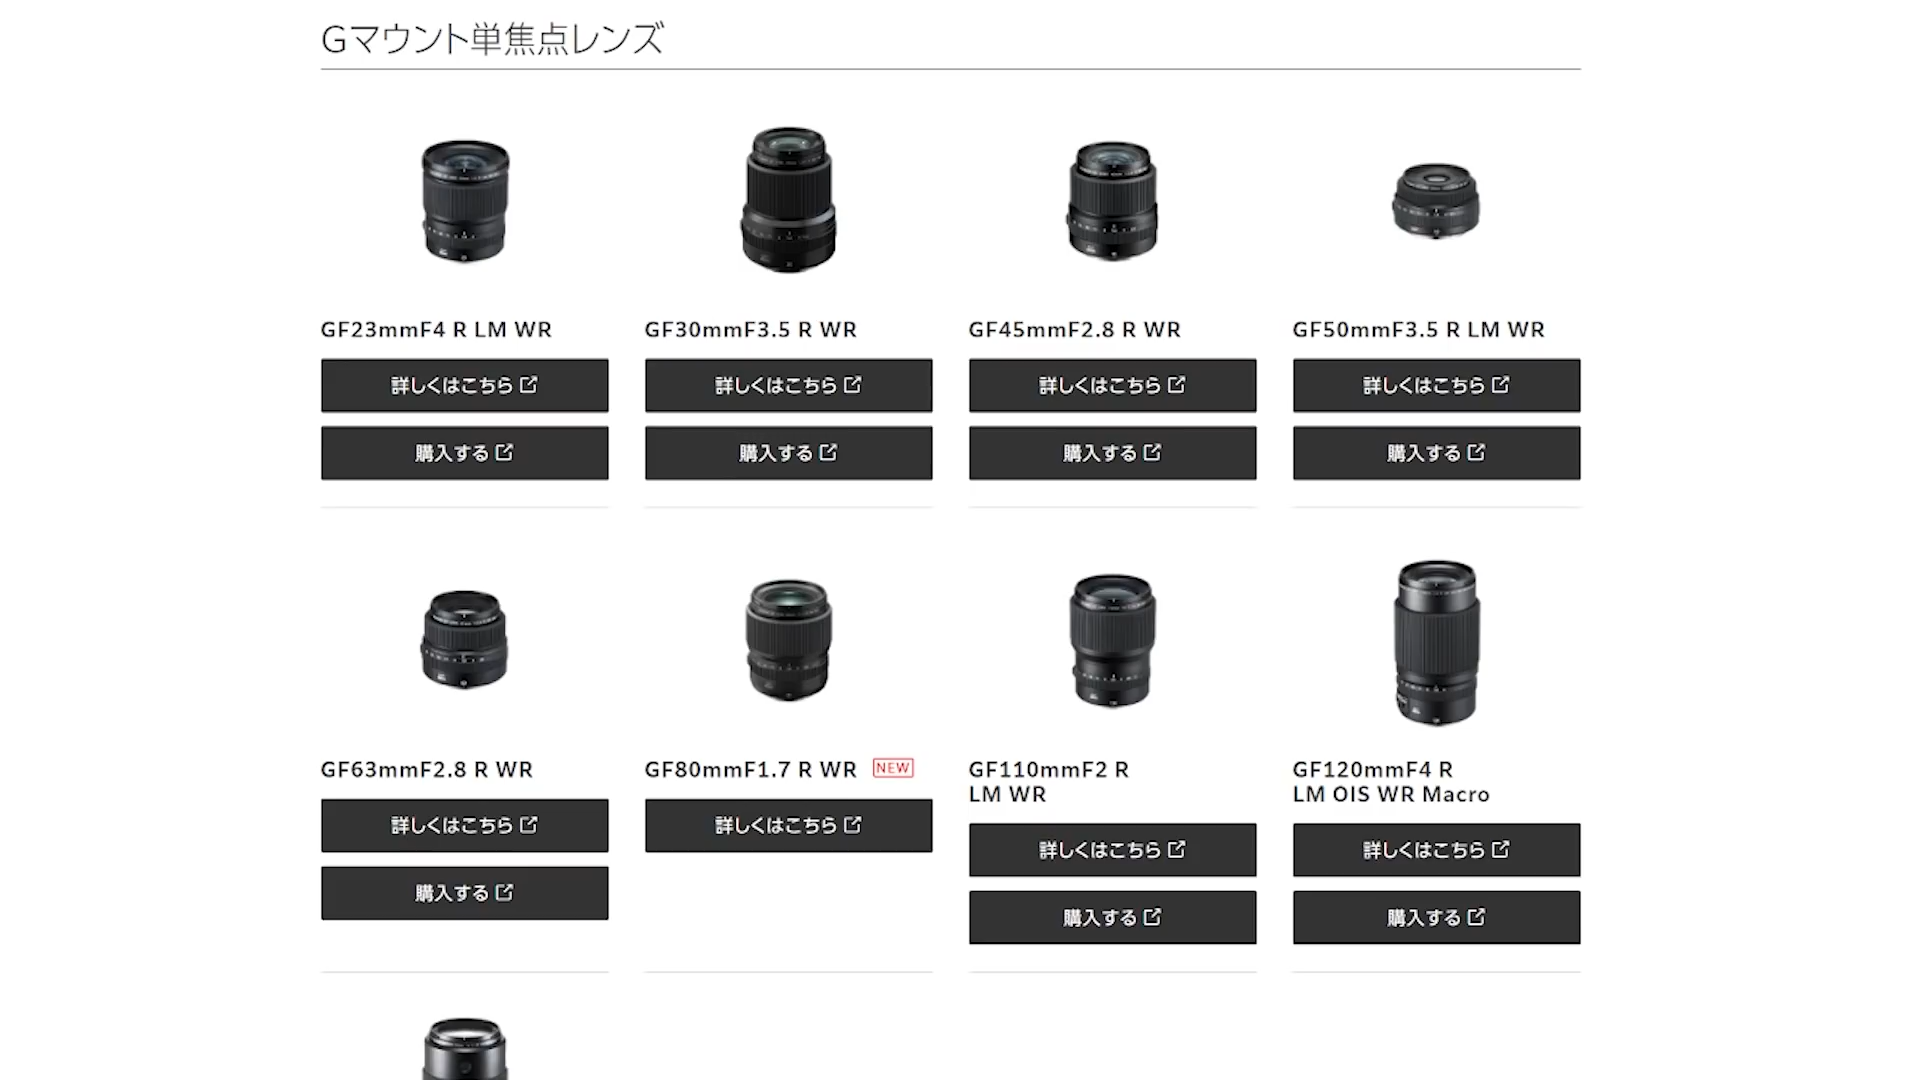 Gマウント単焦点レンズ
GF23mmF4 R LM WR
GF30mmF3.5 R WR
GF45mmF2.8 R WR
GF50mmF3.5 R LM WR
詳しくはこちら
詳しくはこちら
詳しくはこちら
詳しくはこちら
購入する
購入する
購入する
購入する
GF63mmF2.8 R WR
GF80mmF1.7 R WR NEW
GF110mmF2 R
LM WR
GF120mmF4 R
LM OIS WR Macro
詳しくはこちら
詳しくはこちら
詳しくはこちら
詳しくはこちら
購入する
購入する
購入する